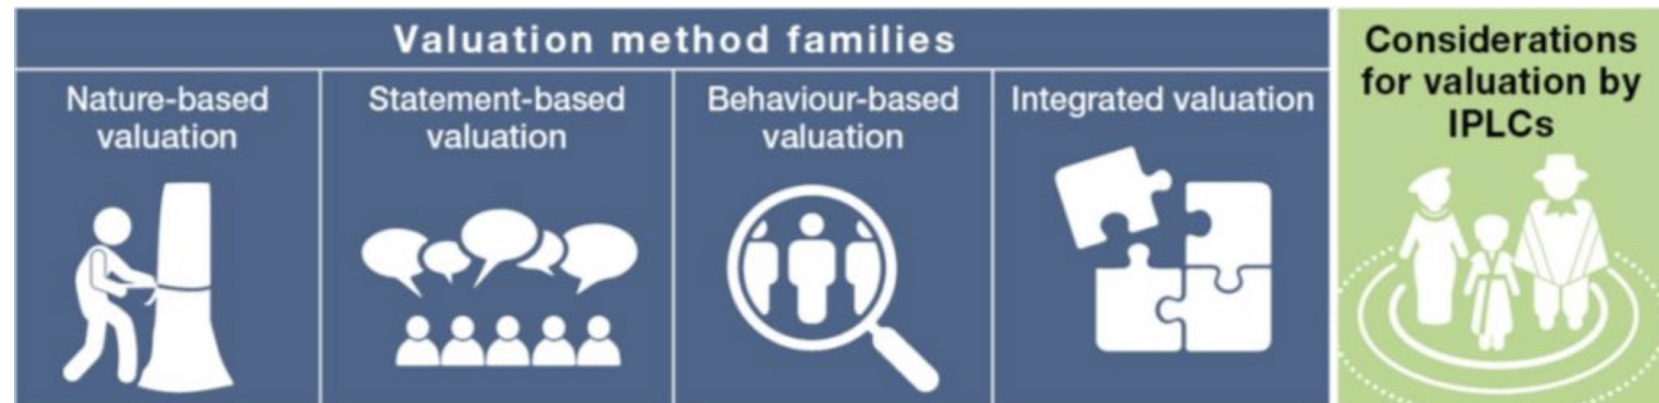 Valuation method families
Nature-based
valuation
Statement-based
valuation
Behaviour-based
valuation
Integrated valuation
Considerations
for valuation by
IPLCs